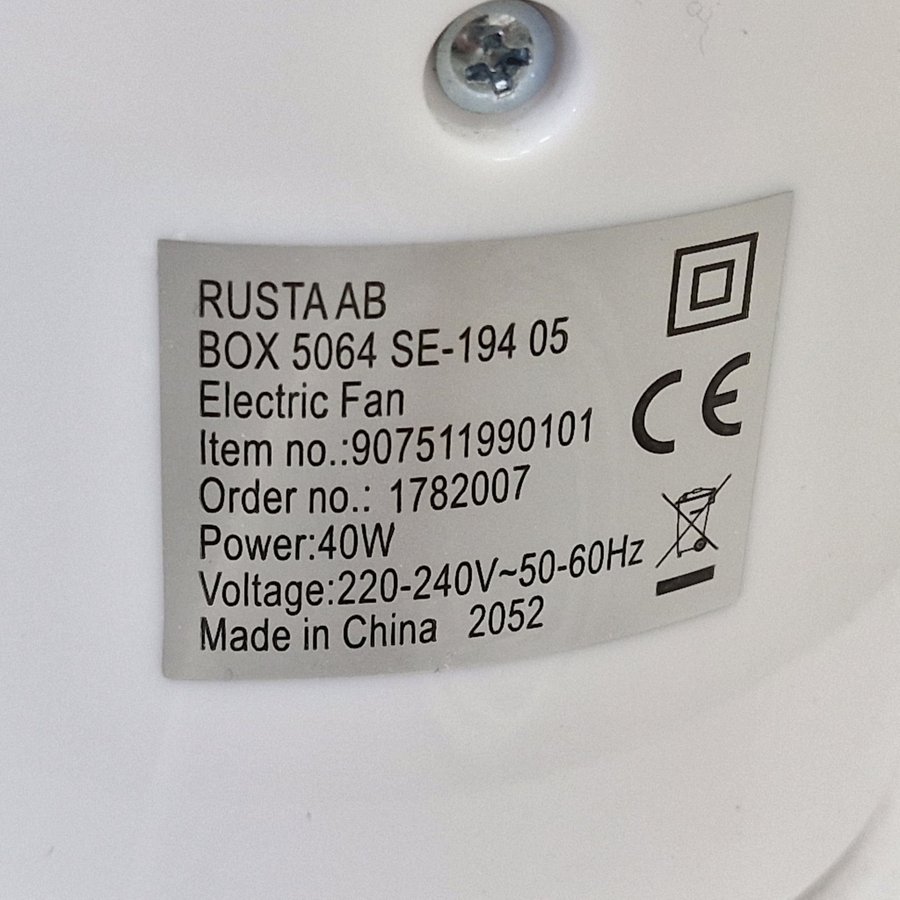 RUSTA AB
BOX 5064 SE-194 05
Electric Fan
Item no.:907511990101
Order no.: 1782007
Power:40W
Voltage:220-240V~50-60Hz
Made in China 2052
CE